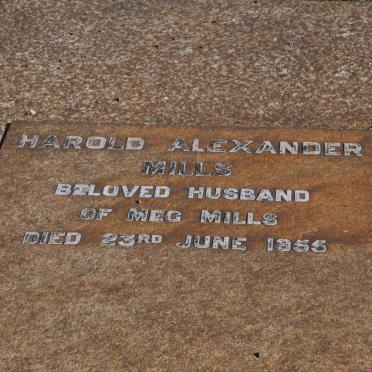 HAROLD ALEXANDER
MILLS
BELOVED HUSBAND
OF MEG MILLS
DIED 23RD JUNE 1955